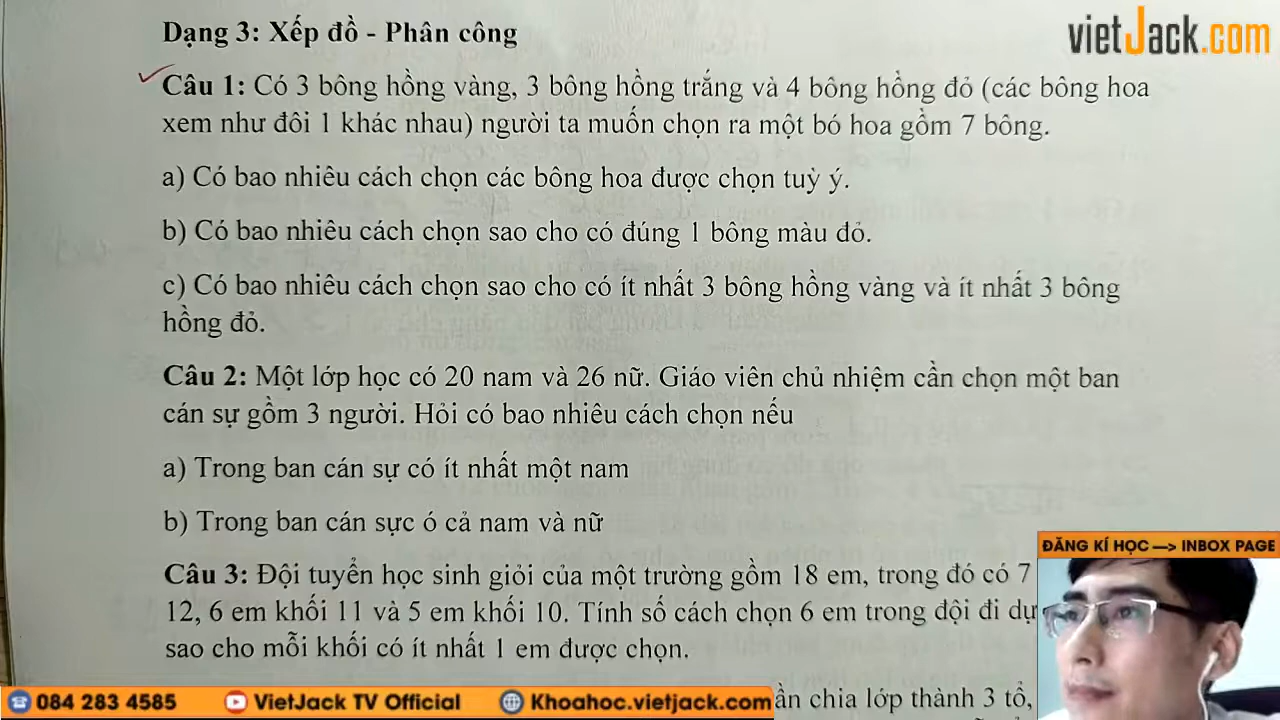 Dạng 3: Xếp đồ - Phân công
vietJack.com
Câu 1: Có 3 bông hồng vàng, 3 bông hồng trắng và 4 bông hồng đỏ (các bông hoa
xem như đôi 1 khác nhau) người ta muốn chọn ra một bó hoa gồm 7 bông.
a) Có bao nhiêu cách chọn các bông hoa được chọn tuỳ ý.
b) Có bao nhiêu cách chọn sao cho có đúng 1 bông màu đỏ.
c) Có bao nhiêu cách chọn sao cho có ít nhất 3 bông hồng vàng và ít nhất 3 bông
hồng đỏ.
Câu 2: Một lớp học có 20 nam và 26 nữ. Giáo viên chủ nhiệm cần chọn một ban
cán sự gồm 3 người. Hỏi có bao nhiêu cách chọn nếu
a) Trong ban cán sự có ít nhất một nam
b) Trong ban cán sực ó cả nam và nữ
Câu 3: Đội tuyển học sinh giỏi của một trường gồm 18 em, trong đó có 7
12, 6 em khối 11 và 5 em khối 10. Tính số cách chọn 6 em trong đội đi dự
sao cho mỗi khối có ít nhất 1 em được chọn.
ần chia lớp thành 3 tổ,
ĐĂNG KÍ HỌC —> INBOX PAGE
084 283 4585
VietJack TV Official
Khoahoc.vietjack.com